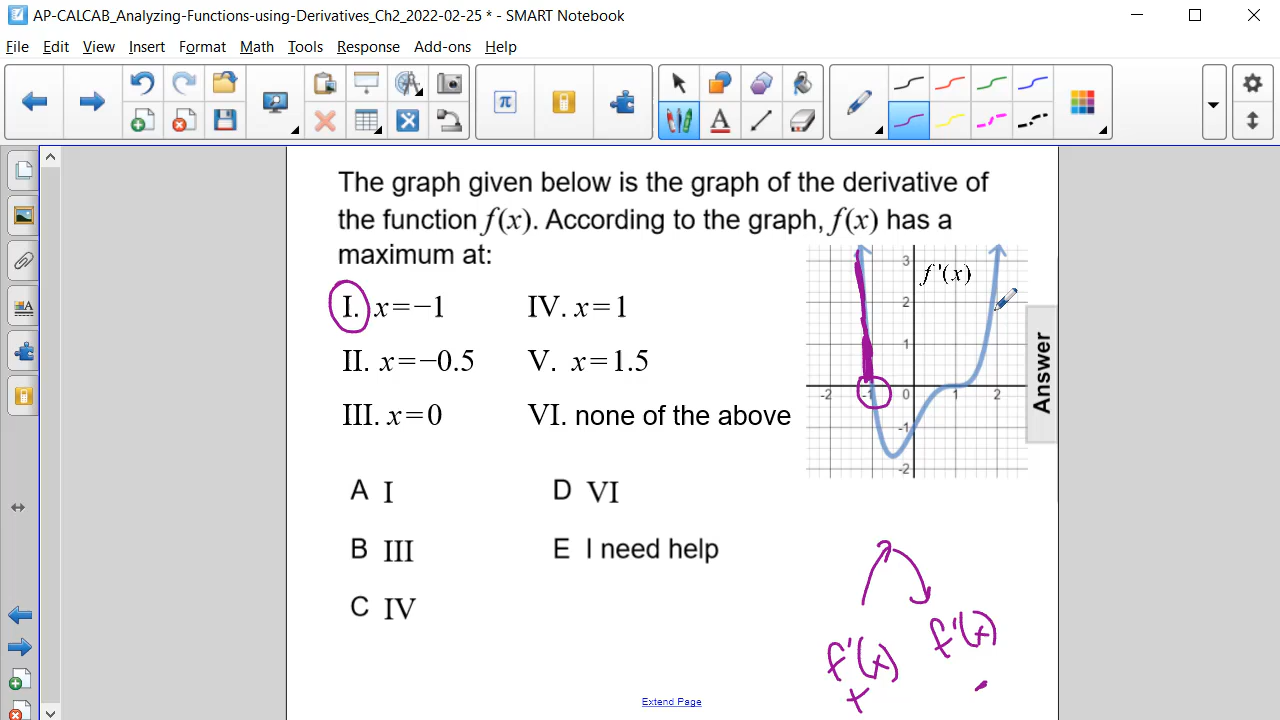 AP-CALCAB_Analyzing-Functions-using-Derivatives_Ch2_2022-02-25 * - SMART Notebook
File Edit View Insert Format Math Tools Response Add-ons Help
π
A
The graph given below is the graph of the derivative of
the function f(x). According to the graph, f(x) has a
maximum at:
I. x=−1 IV. x=1
II. x=−0.5 V. x=1.5
III. x=0 VI. none of the above
A I D VI
B III E I need help
C IV
f'(x)
3
2
1
-2 -1 0 1 2
-1
-2
Answer
f'(x) f'(x)
+ -
Extend Page